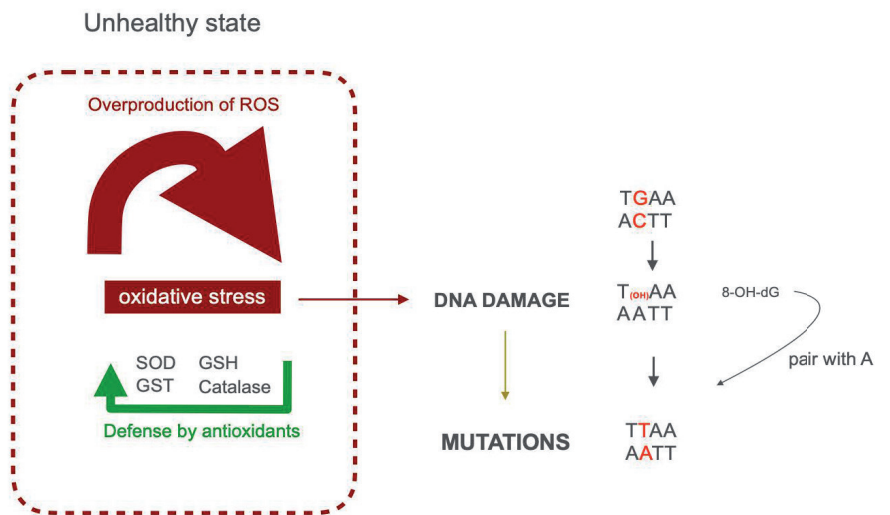 Unhealthy state
Overproduction of ROS
oxidative stress
SOD GSH
GST Catalase
Defense by antioxidants
DNA DAMAGE
MUTATIONS
TGAA
ACTT
T(OH)AA
AATT
8-OH-dG
pair with A
TTAA
AATT